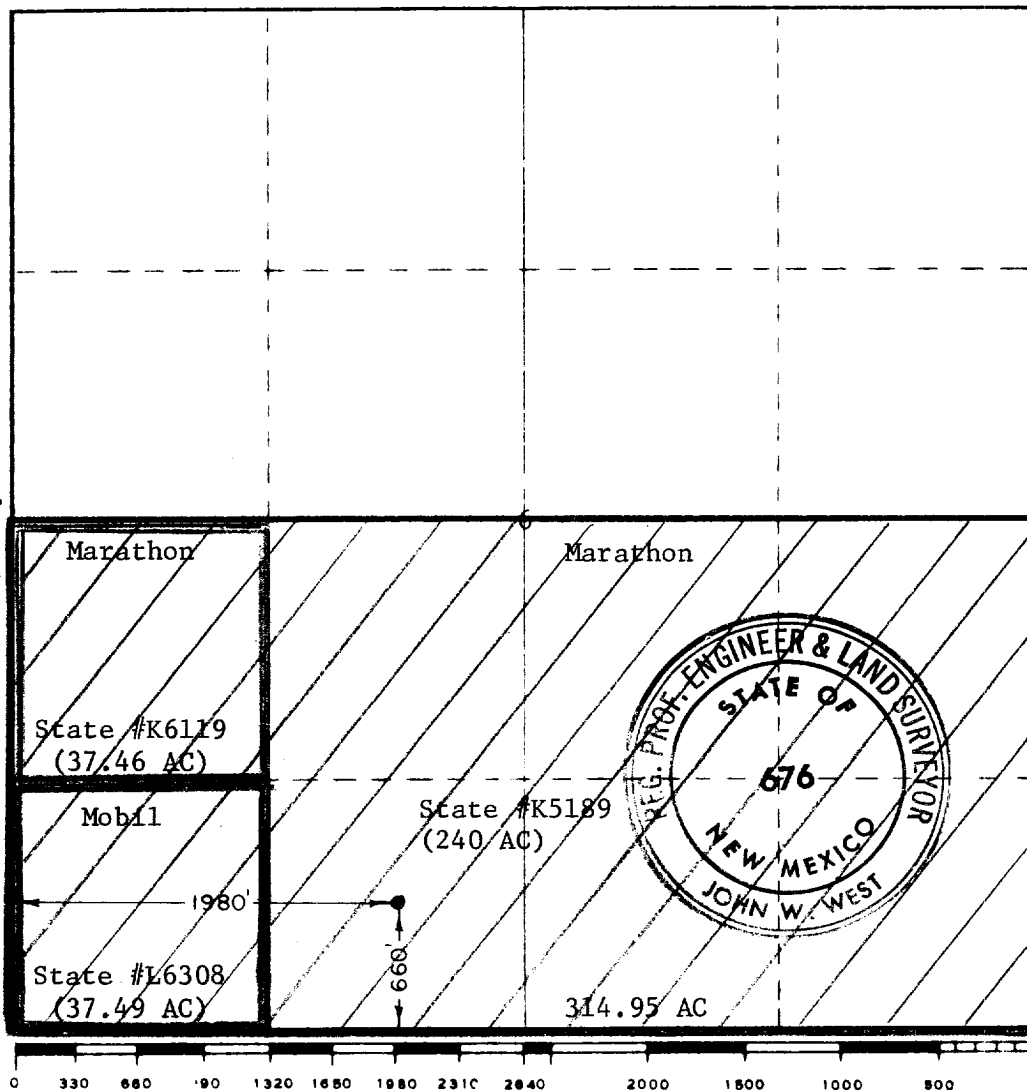 Marathon
Marathon
State #K6119
(37.46 AC)
Mobil
State #K5189
(240 AC)
1980'
660'
State #L6308
(37.49 AC)
314.95 AC
REG. PROF. ENGINEER & LAND SURVEYOR
STATE OF
676
NEW MEXICO
JOHN W. WEST
0 330 660 '90 1320 1650 1980 2310 2640 2000 1500 1000 500